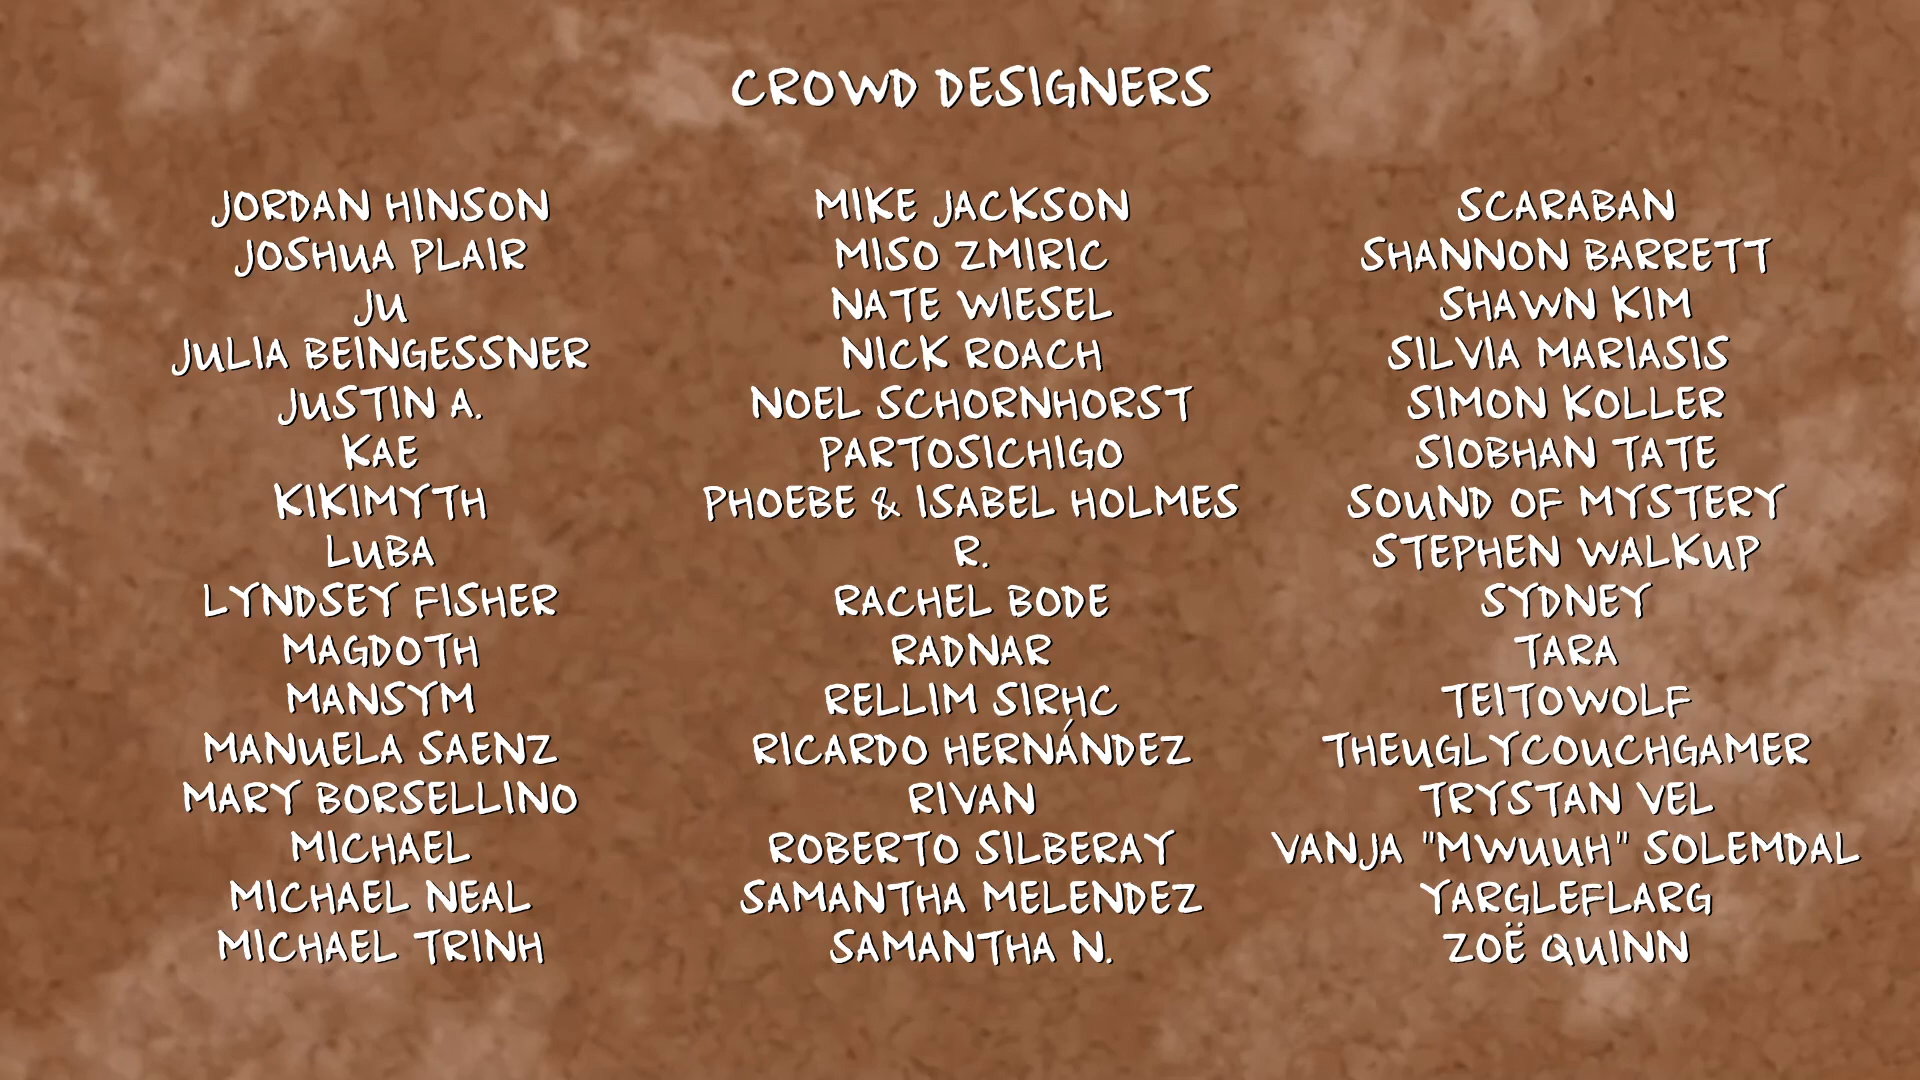 CROWD DESIGNERS
JORDAN HINSON
JOSHUA PLAIR
JU
JULIA BEINGESSNER
JUSTIN A.
KAE
KIKIMYTH
LUBA
LYNDSEY FISHER
MAGDOTH
MANSYM
MANUELA SAENZ
MARY BORSELLINO
MICHAEL
MICHAEL NEAL
MICHAEL TRINH
MIKE JACKSON
MISO ZMIRIC
NATE WIESEL
NICK ROACH
NOEL SCHORNHORST
PARTOSICHIGO
PHOEBE & ISABEL HOLMES
R.
RACHEL BODE
RADNAR
RELLIM SIRHC
RICARDO HERNÁNDEZ
RIVAN
ROBERTO SILBERAY
SAMANTHA MELENDEZ
SAMANTHA N.
SCARABAN
SHANNON BARRETT
SHAWN KIM
SILVIA MARIASIS
SIMON KOLLER
SIOBHAN TATE
SOUND OF MYSTERY
STEPHEN WALKUP
SYDNEY
TARA
TEITOWOLF
THEUGLYCOUCHGAMER
TRYSTAN VEL
VANJA "MWUUH" SOLEMDAL
YARGLEFLARG
ZOË QUINN